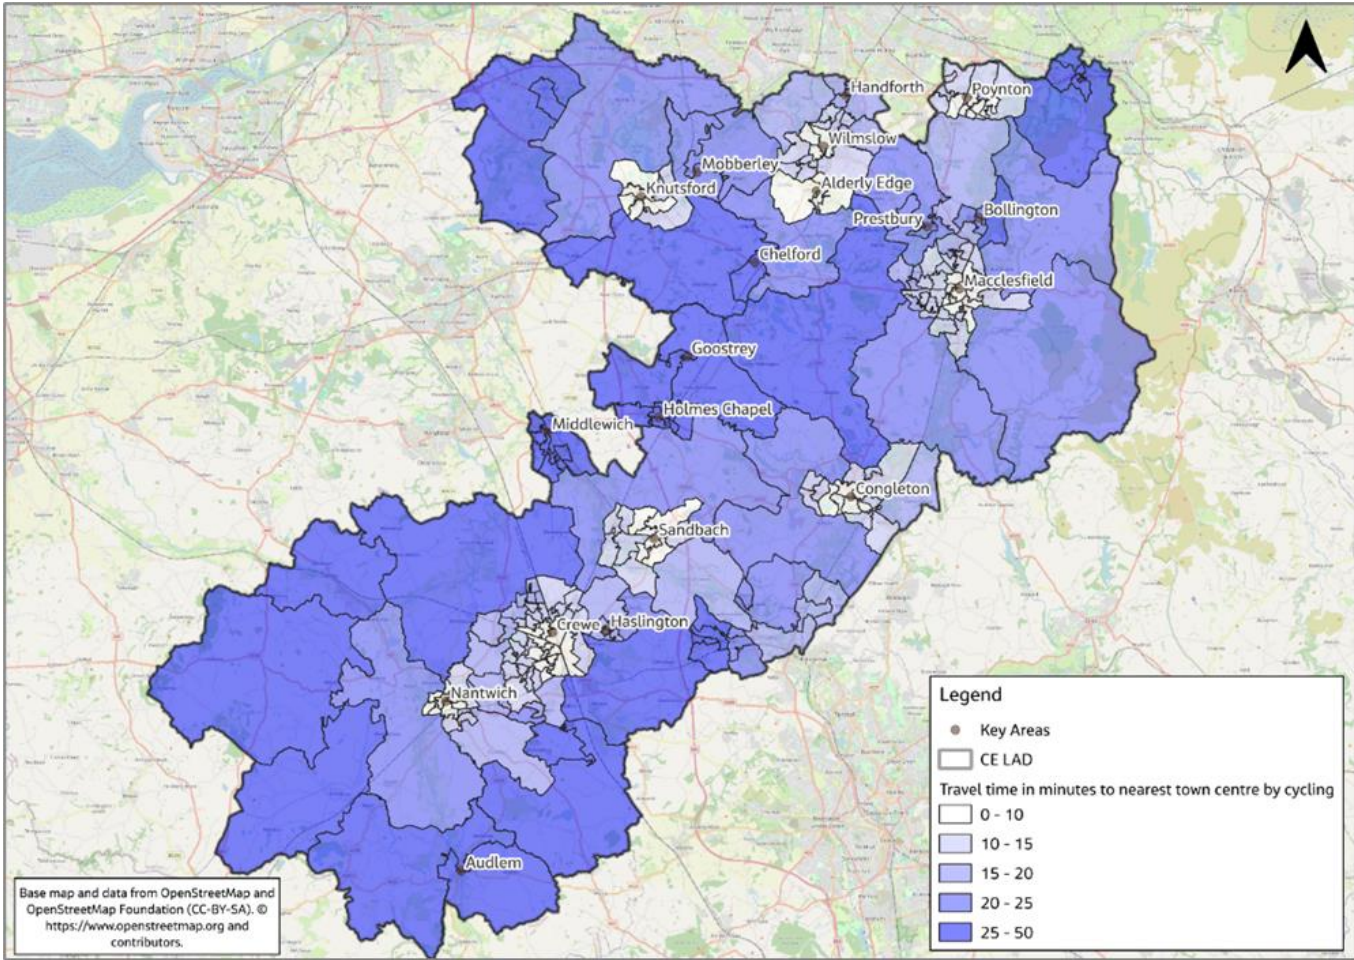 Handforth
Poynton
Wilmslow
Mobberley
Knutsford
Alderly Edge
Prestbury
Bollington
Chelford
Macclesfield
Goostrey
Holmes Chapel
Middlewich
Congleton
Sandbach
Crewe
Haslington
Nantwich
Audlem
Legend
Key Areas
CE LAD
Travel time in minutes to nearest town centre by cycling
0 - 10
10 - 15
15 - 20
20 - 25
25 - 50
Base map and data from OpenStreetMap and
OpenStreetMap Foundation (CC-BY-SA). ©
https://www.openstreetmap.org and
contributors.